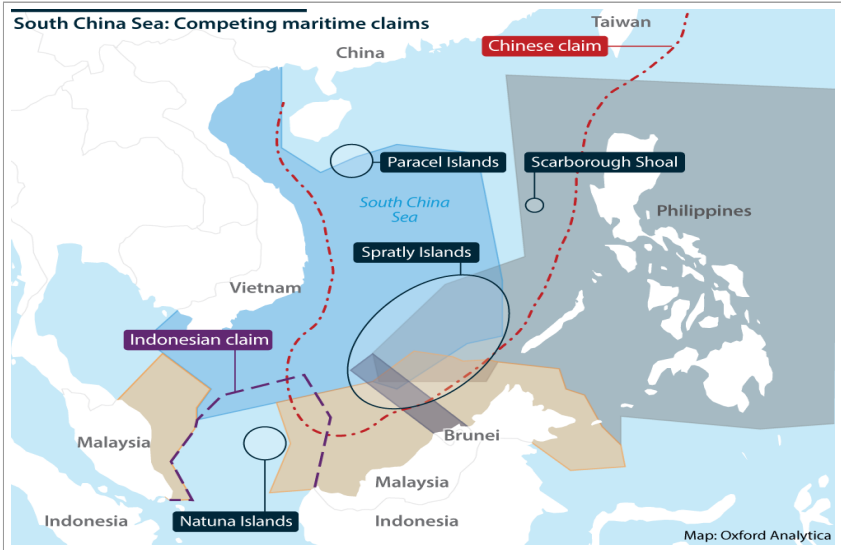 South China Sea: Competing maritime claims
Taiwan
Chinese claim
China
Paracel Islands
Scarborough Shoal
South China
Sea
Philippines
Spratly Islands
Vietnam
Indonesian claim
Malaysia
Brunei
Malaysia
Natuna Islands
Indonesia
Indonesia
Map: Oxford Analytica